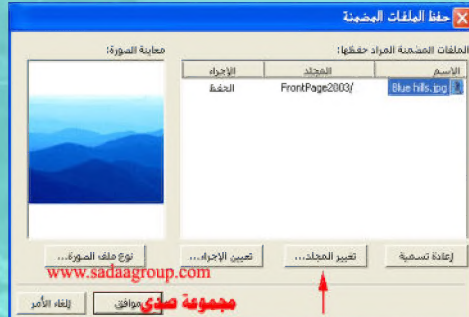 حفظ الملفات المضمنة
الملفات المضمنة المراد حفظها: معاينة الصورة:
الاسم المجلد الإجراء
Blue hills.jpg FrontPage2003/ الحفظ
إعادة تسمية تغيير المجلد... تعيين الإجراء... نوع ملف الصورة...
www.sadaagroup.com
مجموعة صدى موافق إلغاء الأمر